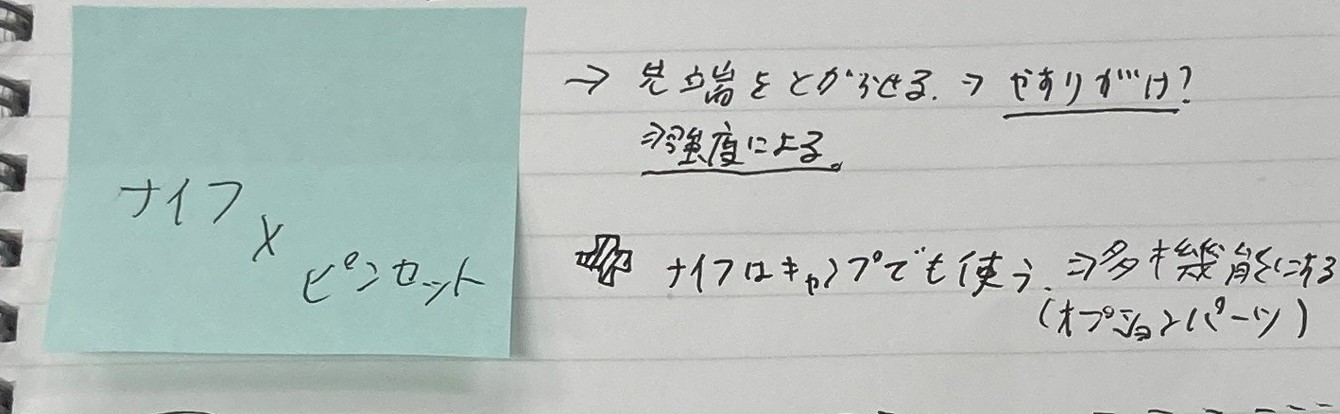 ナイフ
×
ピンセット
→ 先端をとがらせる. ⇒ やすりがけ?
⇒強度による。
ナイフはキャンプでも使う. ⇒多機能にする
(オプションパーツ)